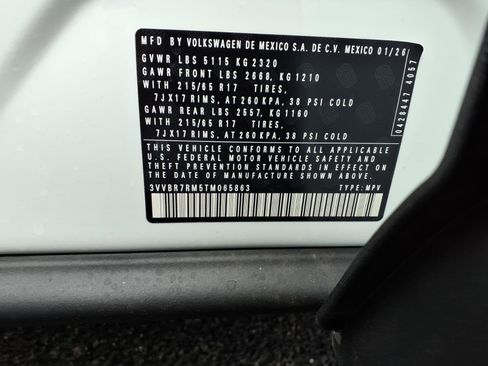 MFD BY VOLKSWAGEN DE MEXICO S.A. DE C.V. MEXICO 01/26
GVWR LBS 5115 KG 2320
GAWR FRONT LBS 2668, KG 1210
WITH 215/65 R17 TIRES,
7JX17 RIMS, AT 260 KPA, 38 PSI COLD
GAWR REAR LBS 2557, KG 1160
WITH 215/65 R17 TIRES,
7JX17 RIMS, AT 260 KPA, 38 PSI COLD
THIS VEHICLE CONFORMS TO ALL APPLICABLE
U.S. FEDERAL MOTOR VEHICLE SAFETY AND
THEFT PREVENTION STANDARDS IN EFFECT ON THE
DATE OF MANUFACTURE SHOWN ABOVE.
3VVBR7RM5TM065863 TYPE: MPV
0428447 4057